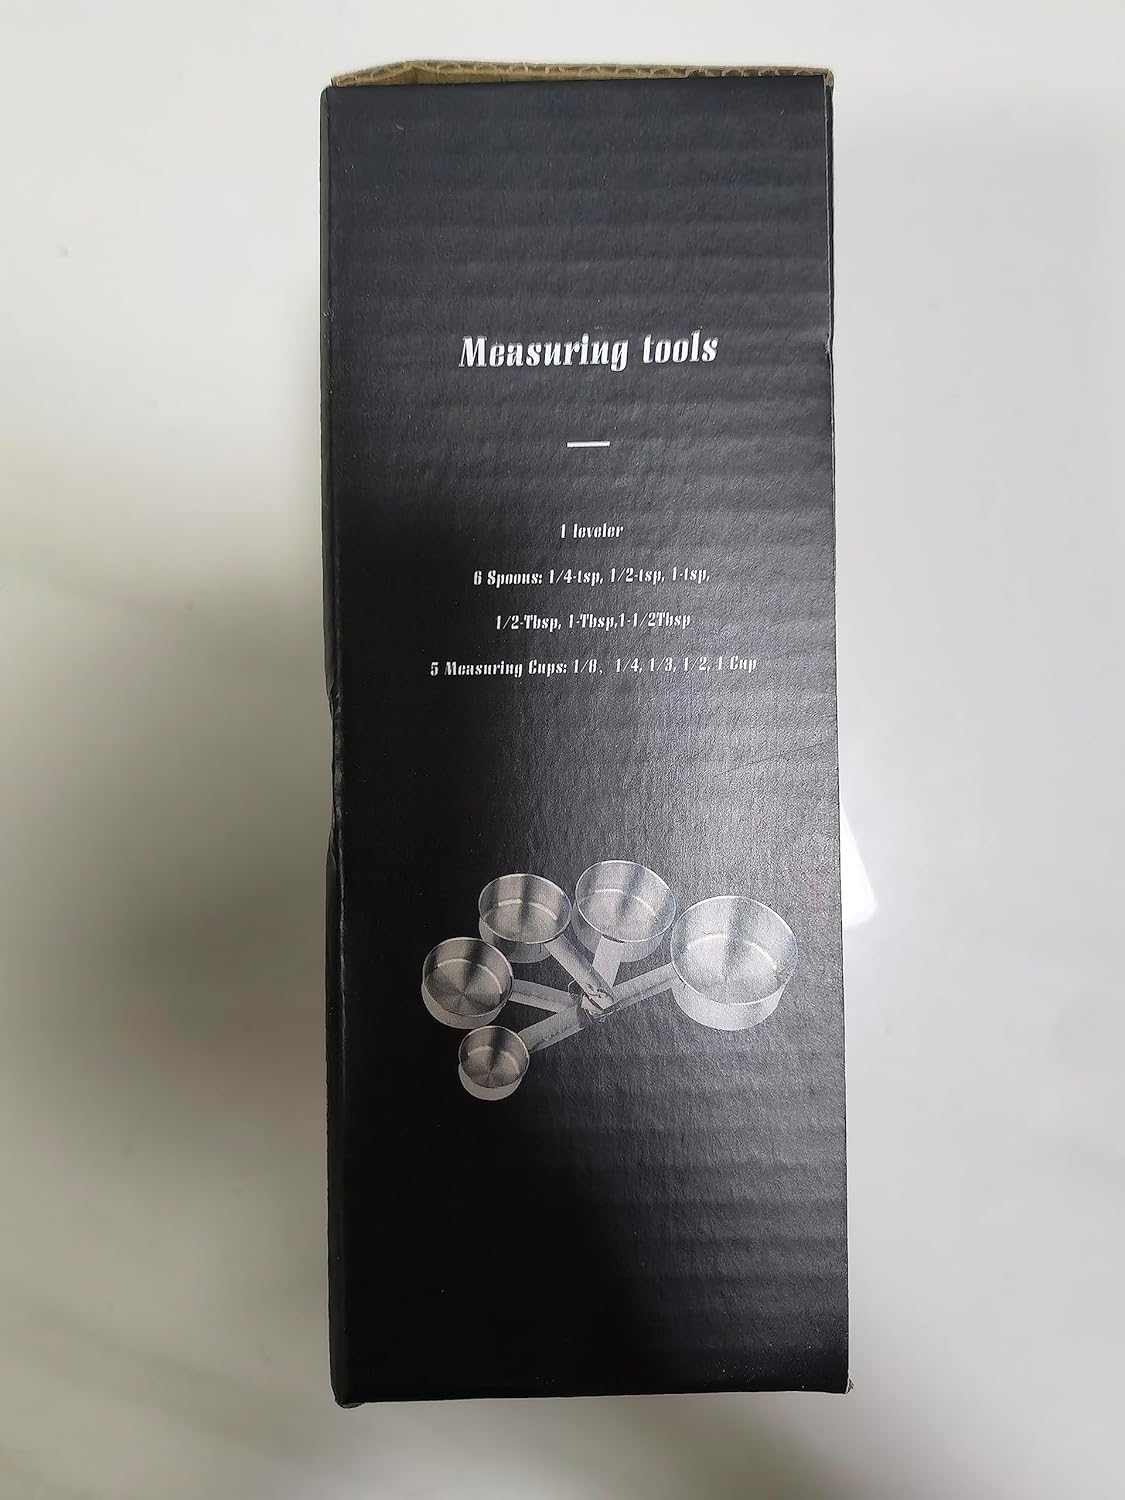 Measuring tools
1 leveler
6 Spoons: 1/4-tsp, 1/2-tsp, 1-tsp,
1/2-Tbsp, 1-Tbsp,1-1/2Tbsp
5 Measuring Cups: 1/8、1/4, 1/3, 1/2, 1 Cup